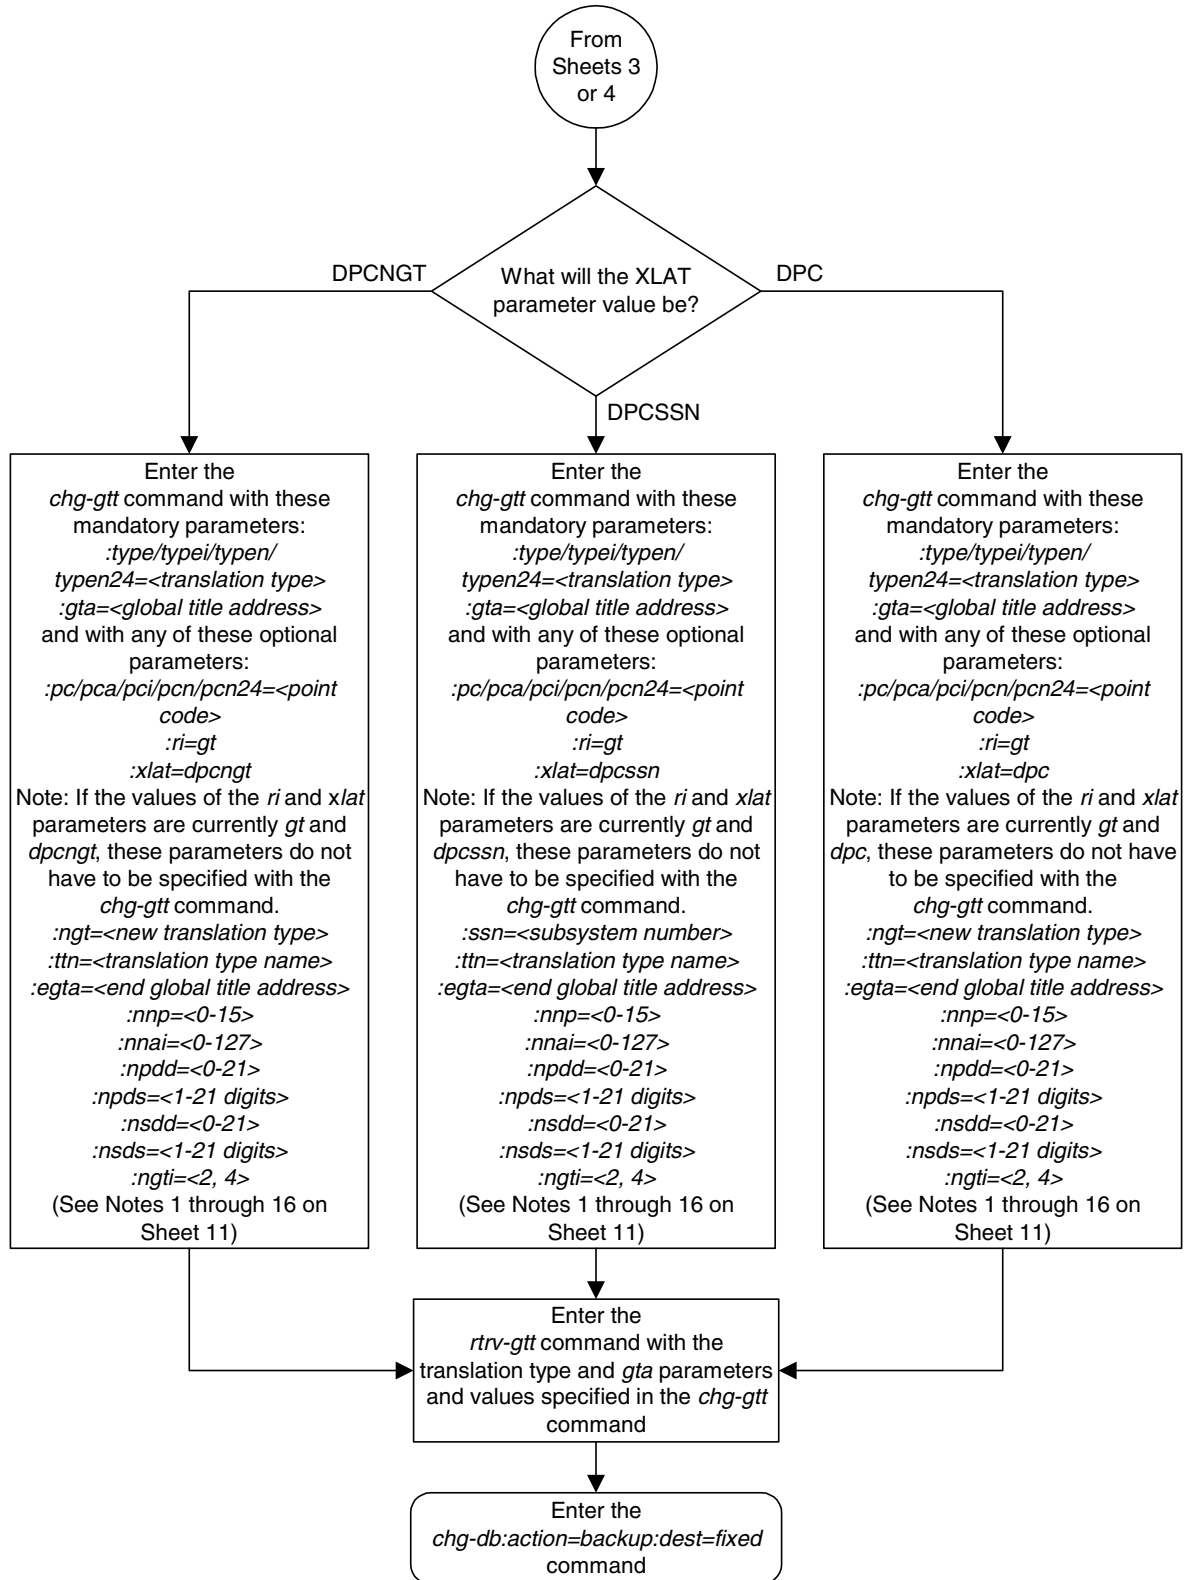 From
Sheets 3
or 4
What will the XLAT
parameter value be?
DPCNGT
DPC
DPCSSN
Enter the
chg-gtt command with these
mandatory parameters:
:type/typei/typen/
typen24=<translation type>
:gta=<global title address>
and with any of these optional
parameters:
:pc/pca/pci/pcn/pcn24=<point
code>
:ri=gt
:xlat=dpcngt
Note: If the values of the ri and xlat
parameters are currently gt and
dpcngt, these parameters do not
have to be specified with the
chg-gtt command.
:ngt=<new translation type>
:ttn=<translation type name>
:egta=<end global title address>
:nnp=<0-15>
:nnai=<0-127>
:npdd=<0-21>
:npds=<1-21 digits>
:nsdd=<0-21>
:nsds=<1-21 digits>
:ngti=<2, 4>
(See Notes 1 through 16 on
Sheet 11)
Enter the
chg-gtt command with these
mandatory parameters:
:type/typei/typen/
typen24=<translation type>
:gta=<global title address>
and with any of these optional
parameters:
:pc/pca/pci/pcn/pcn24=<point
code>
:ri=gt
:xlat=dpcssn
Note: If the values of the ri and xlat
parameters are currently gt and
dpcssn, these parameters do not
have to be specified with the
chg-gtt command.
:ssn=<subsystem number>
:ttn=<translation type name>
:egta=<end global title address>
:nnp=<0-15>
:nnai=<0-127>
:npdd=<0-21>
:npds=<1-21 digits>
:nsdd=<0-21>
:nsds=<1-21 digits>
:ngti=<2, 4>
(See Notes 1 through 16 on
Sheet 11)
Enter the
chg-gtt command with these
mandatory parameters:
:type/typei/typen/
typen24=<translation type>
:gta=<global title address>
and with any of these optional
parameters:
:pc/pca/pci/pcn/pcn24=<point
code>
:ri=gt
:xlat=dpc
Note: If the values of the ri and xlat
parameters are currently gt and
dpc, these parameters do not have
to be specified with the
chg-gtt command.
:ngt=<new translation type>
:ttn=<translation type name>
:egta=<end global title address>
:nnp=<0-15>
:nnai=<0-127>
:npdd=<0-21>
:npds=<1-21 digits>
:nsdd=<0-21>
:nsds=<1-21 digits>
:ngti=<2, 4>
(See Notes 1 through 16 on
Sheet 11)
Enter the
rtrv-gtt command with the
translation type and gta parameters
and values specified in the chg-gtt
command
Enter the
chg-db:action=backup:dest=fixed
command